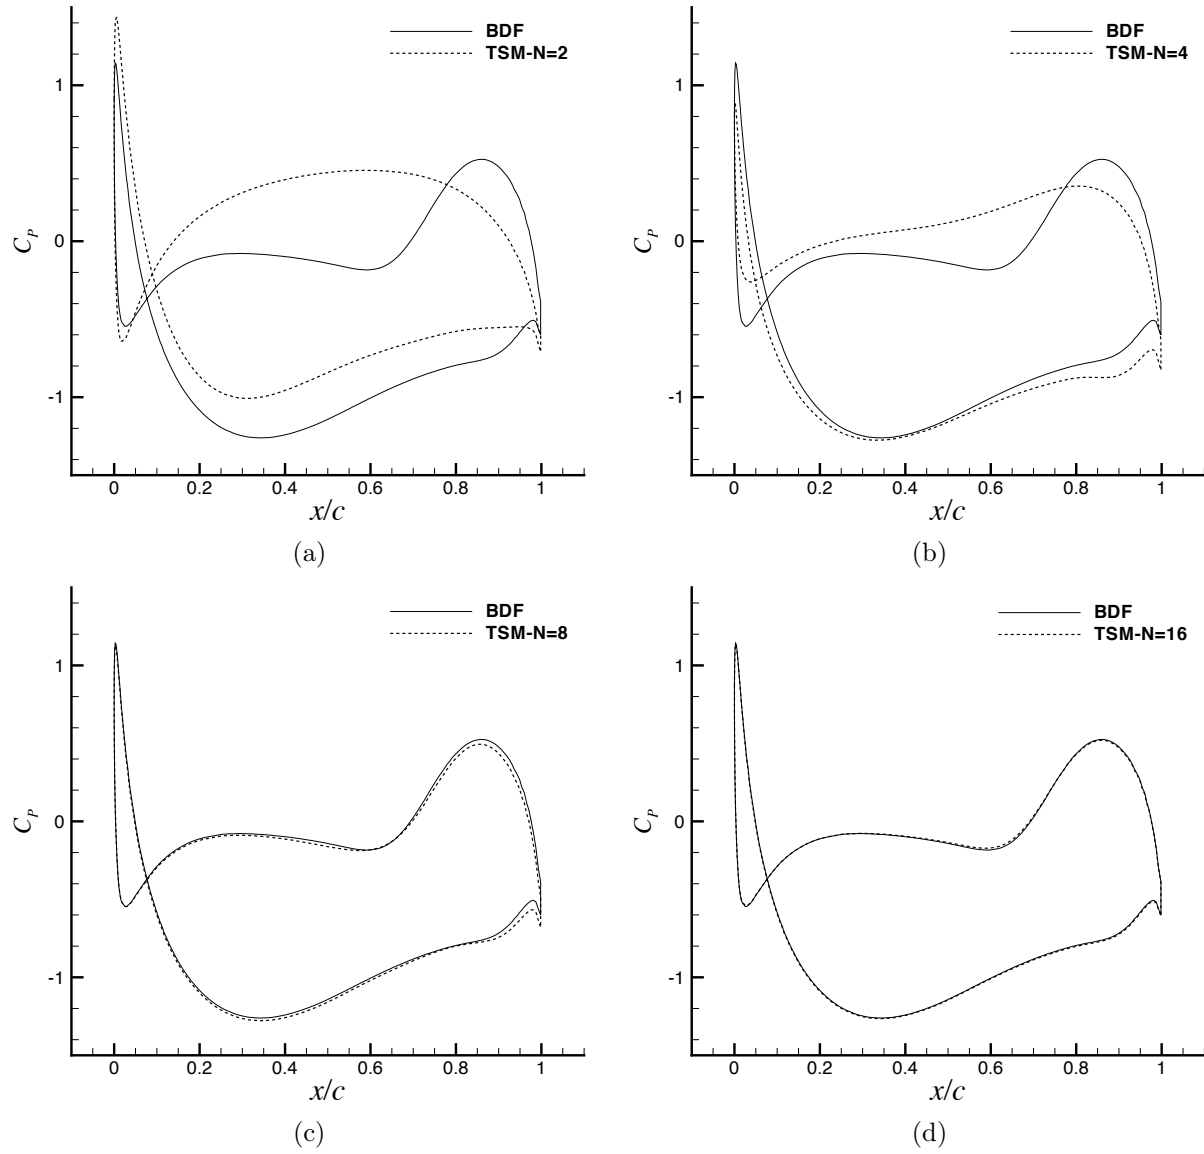 BDF
TSM-N=2
1
0
-1
C_P
0 0.2 0.4 0.6 0.8 1
x/c
(a)
BDF
TSM-N=4
1
0
-1
C_P
0 0.2 0.4 0.6 0.8 1
x/c
(b)
BDF
TSM-N=8
1
0
-1
C_P
0 0.2 0.4 0.6 0.8 1
x/c
(c)
BDF
TSM-N=16
1
0
-1
C_P
0 0.2 0.4 0.6 0.8 1
x/c
(d)